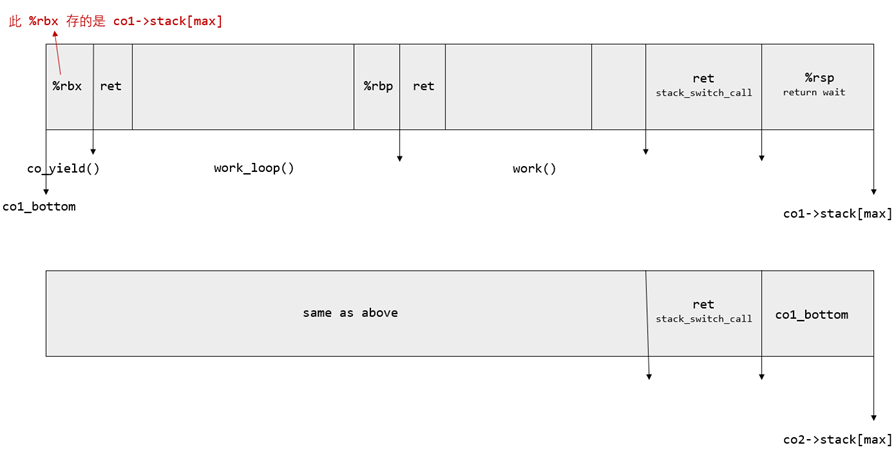 此 %rbx 存的是 co1->stack[max]
%rbx
ret
%rbp
ret
ret
stack_switch_call
%rsp
return wait
co_yield()
work_loop()
work()
co1_bottom
co1->stack[max]
same as above
ret
stack_switch_call
co1_bottom
co2->stack[max]